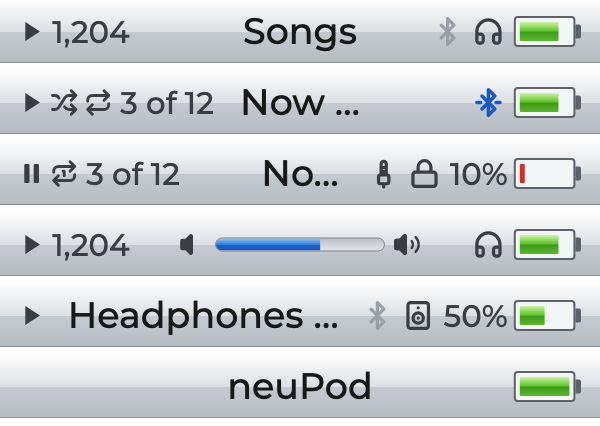 1,204 Songs
3 of 12 Now ...
3 of 12 No... 10%
1,204
Headphones ... 50%
neuPod